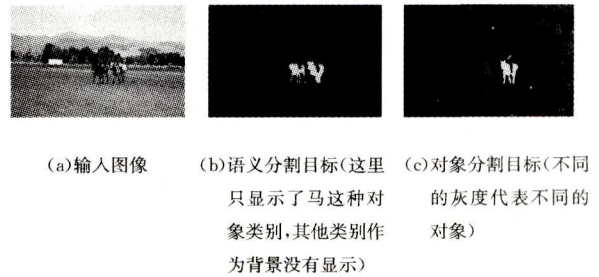 (a)输入图像
(b)语义分割目标(这里
只显示了马这种对
象类别,其他类别作
为背景没有显示)
(c)对象分割目标(不同
的灰度代表不同的
对象)